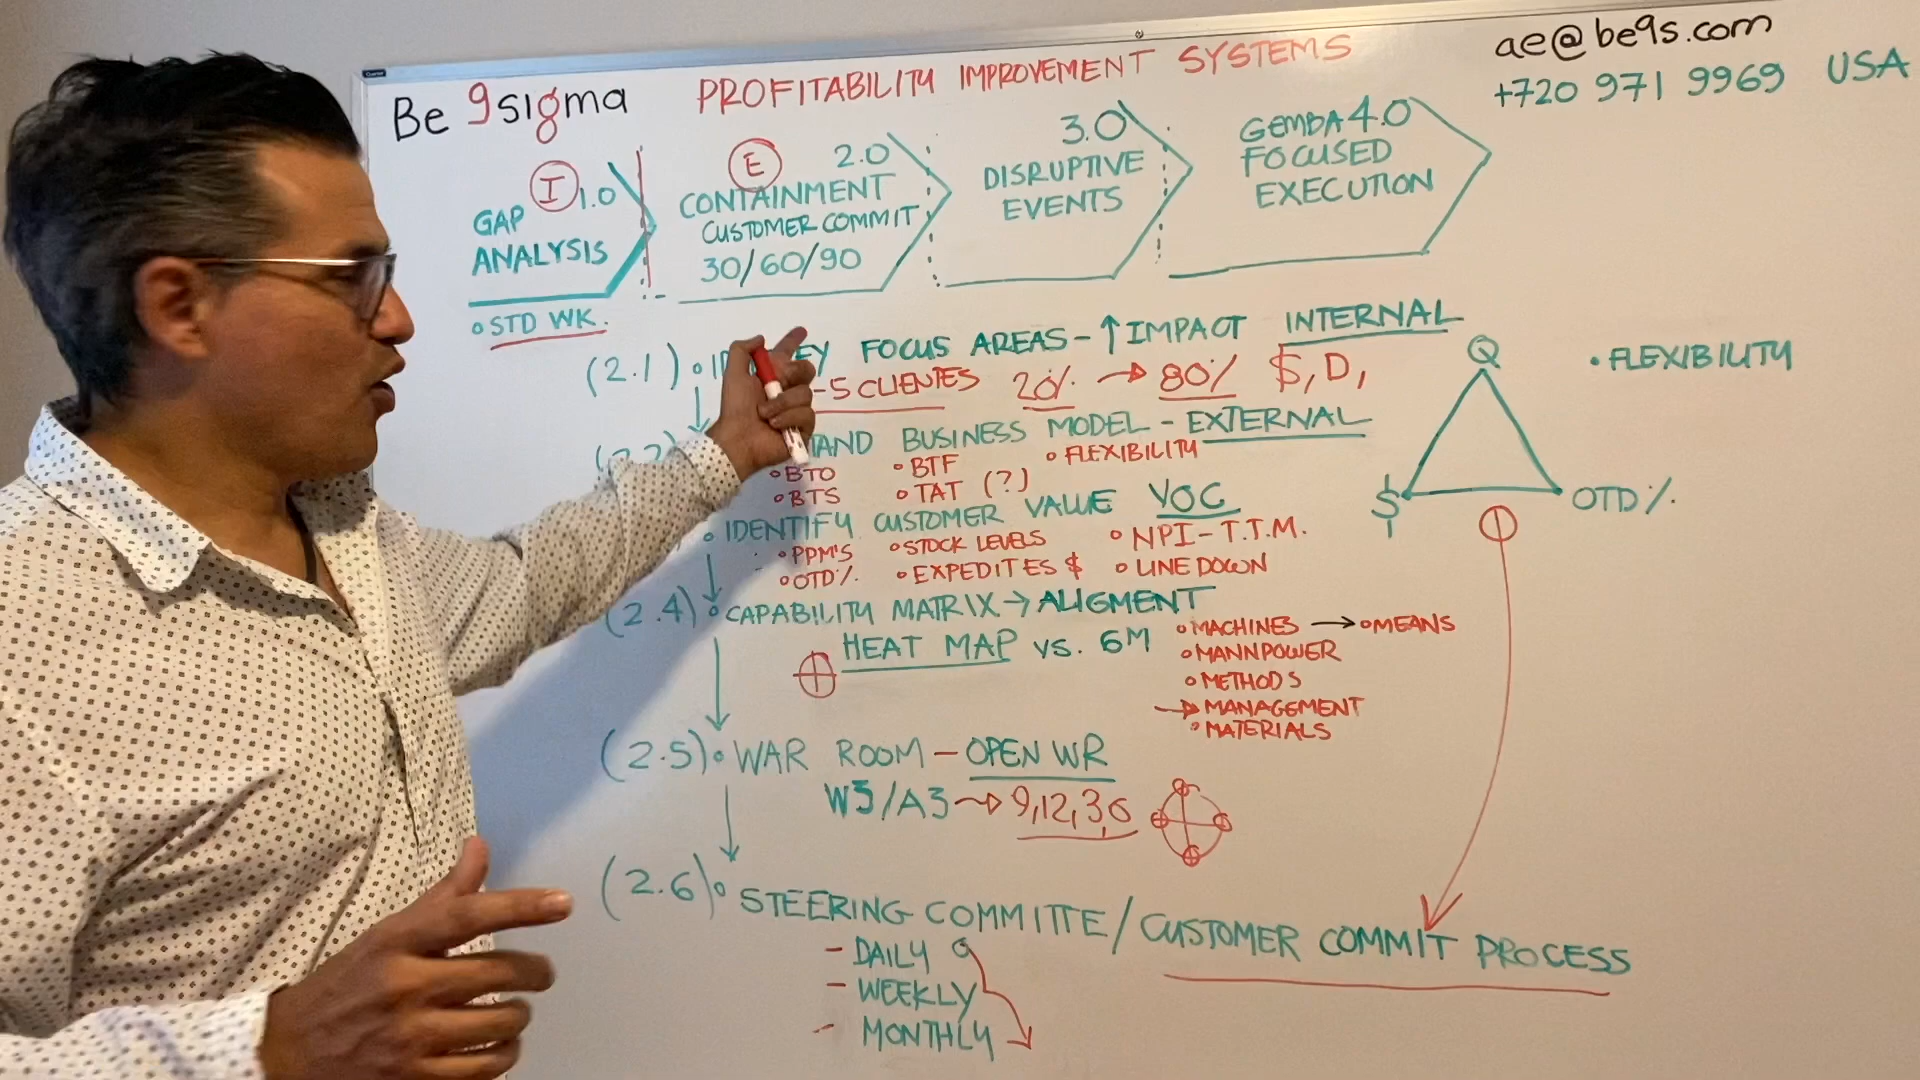 Be 9sigma
PROFITABILITY IMPROVEMENT SYSTEMS
ae@be9s.com
+720 971 9969 USA
I 1.0
GAP
ANALYSIS
STD WK.
E 2.0
CONTAINMENT
CUSTOMER COMMIT
30/60/90
3.0
DISRUPTIVE
EVENTS
GEMBA 4.0
FOCUSED
EXECUTION
(2.1) FOCUS AREAS - ↑ IMPACT INTERNAL
-5 CLIENTES 20% → 80% $, D,
BUSINESS MODEL - EXTERNAL
BTO BTF FLEXIBILITY
BTS TAT (?)
IDENTIFY CUSTOMER VALUE VOC
PPM'S STOCK LEVELS NPI - T.T.M.
OTD% EXPEDITES $ LINE DOWN
(2.4) CAPABILITY MATRIX → ALIGMENT
HEAT MAP vs. 6M
MACHINES → MEANS
MANNPOWER
METHODS
→ MANAGEMENT
MATERIALS
(2.5) WAR ROOM - OPEN WR
W3/A3 → 9,12,3,6
(2.6) STEERING COMMITTE / CUSTOMER COMMIT PROCESS
- DAILY
- WEEKLY
- MONTHLY
Q
$ OTD%.
• FLEXIBILITY